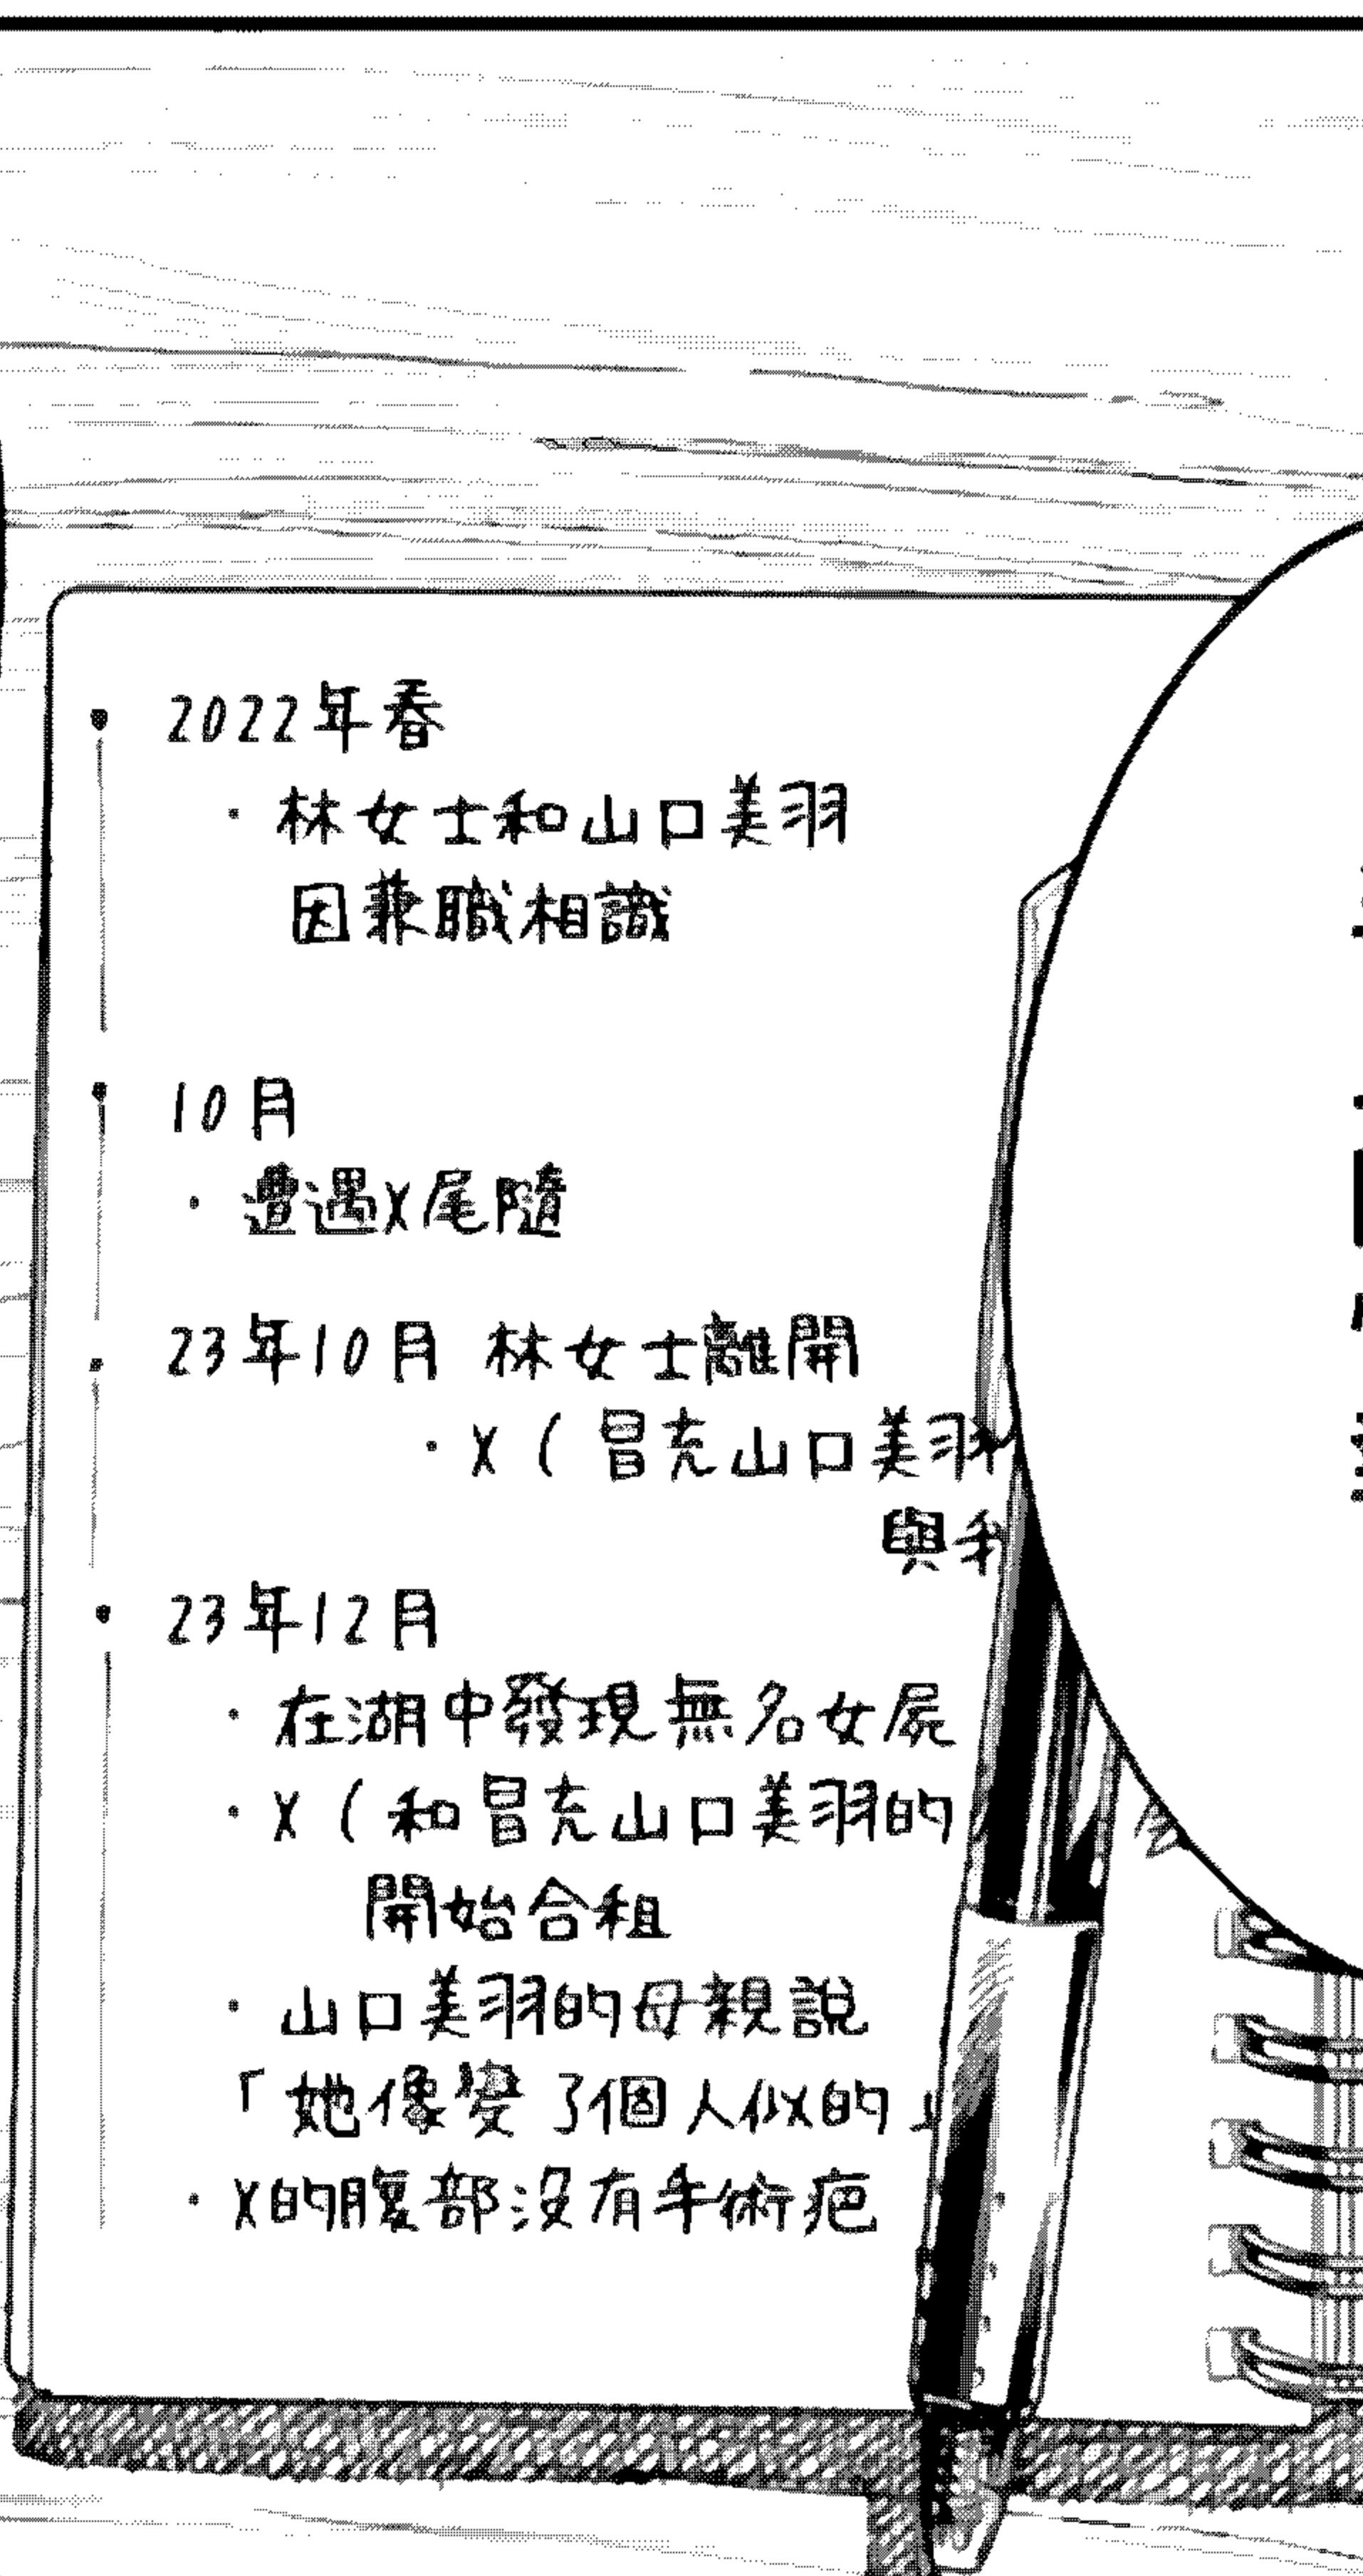 2022年春
·林女士和山口美羽
因兼職相識
10月
·遭遇X尾隨
23年10月 林女士離開
·X(冒充山口美羽
與和
23年12月
·在湖中發現無名女屍
·X(和冒充山口美羽的
開始合租
·山口美羽的母親說
「她像變了個人似的」
·X的腹部沒有手術疤